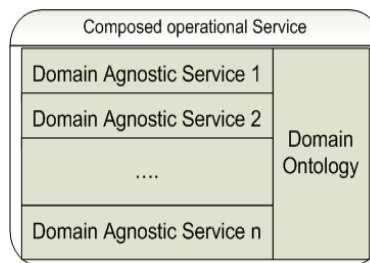 Composed operational Service
Domain Agnostic Service 1
Domain Agnostic Service 2
....
Domain Agnostic Service n
Domain
Ontology